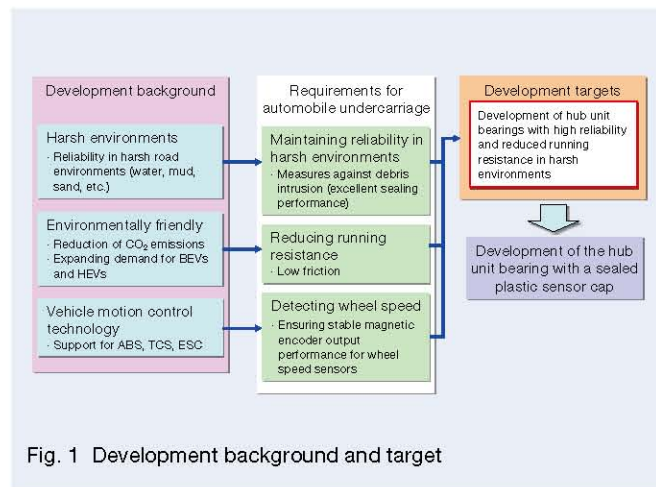 Development background
Harsh environments
· Reliability in harsh road
environments (water, mud,
sand, etc.)
Environmentally friendly
· Reduction of CO₂ emissions
· Expanding demand for BEVs
and HEVs
Vehicle motion control
technology
· Support for ABS, TCS, ESC
Requirements for
automobile undercarriage
Maintaining reliability in
harsh environments
· Measures against debris
intrusion (excellent sealing
performance)
Reducing running
resistance
· Low friction
Detecting wheel speed
· Ensuring stable magnetic
encoder output
performance for wheel
speed sensors
Development targets
Development of hub unit
bearings with high reliability
and reduced running
resistance in harsh
environments
Development of the hub
unit bearing with a sealed
plastic sensor cap
Fig. 1 Development background and target